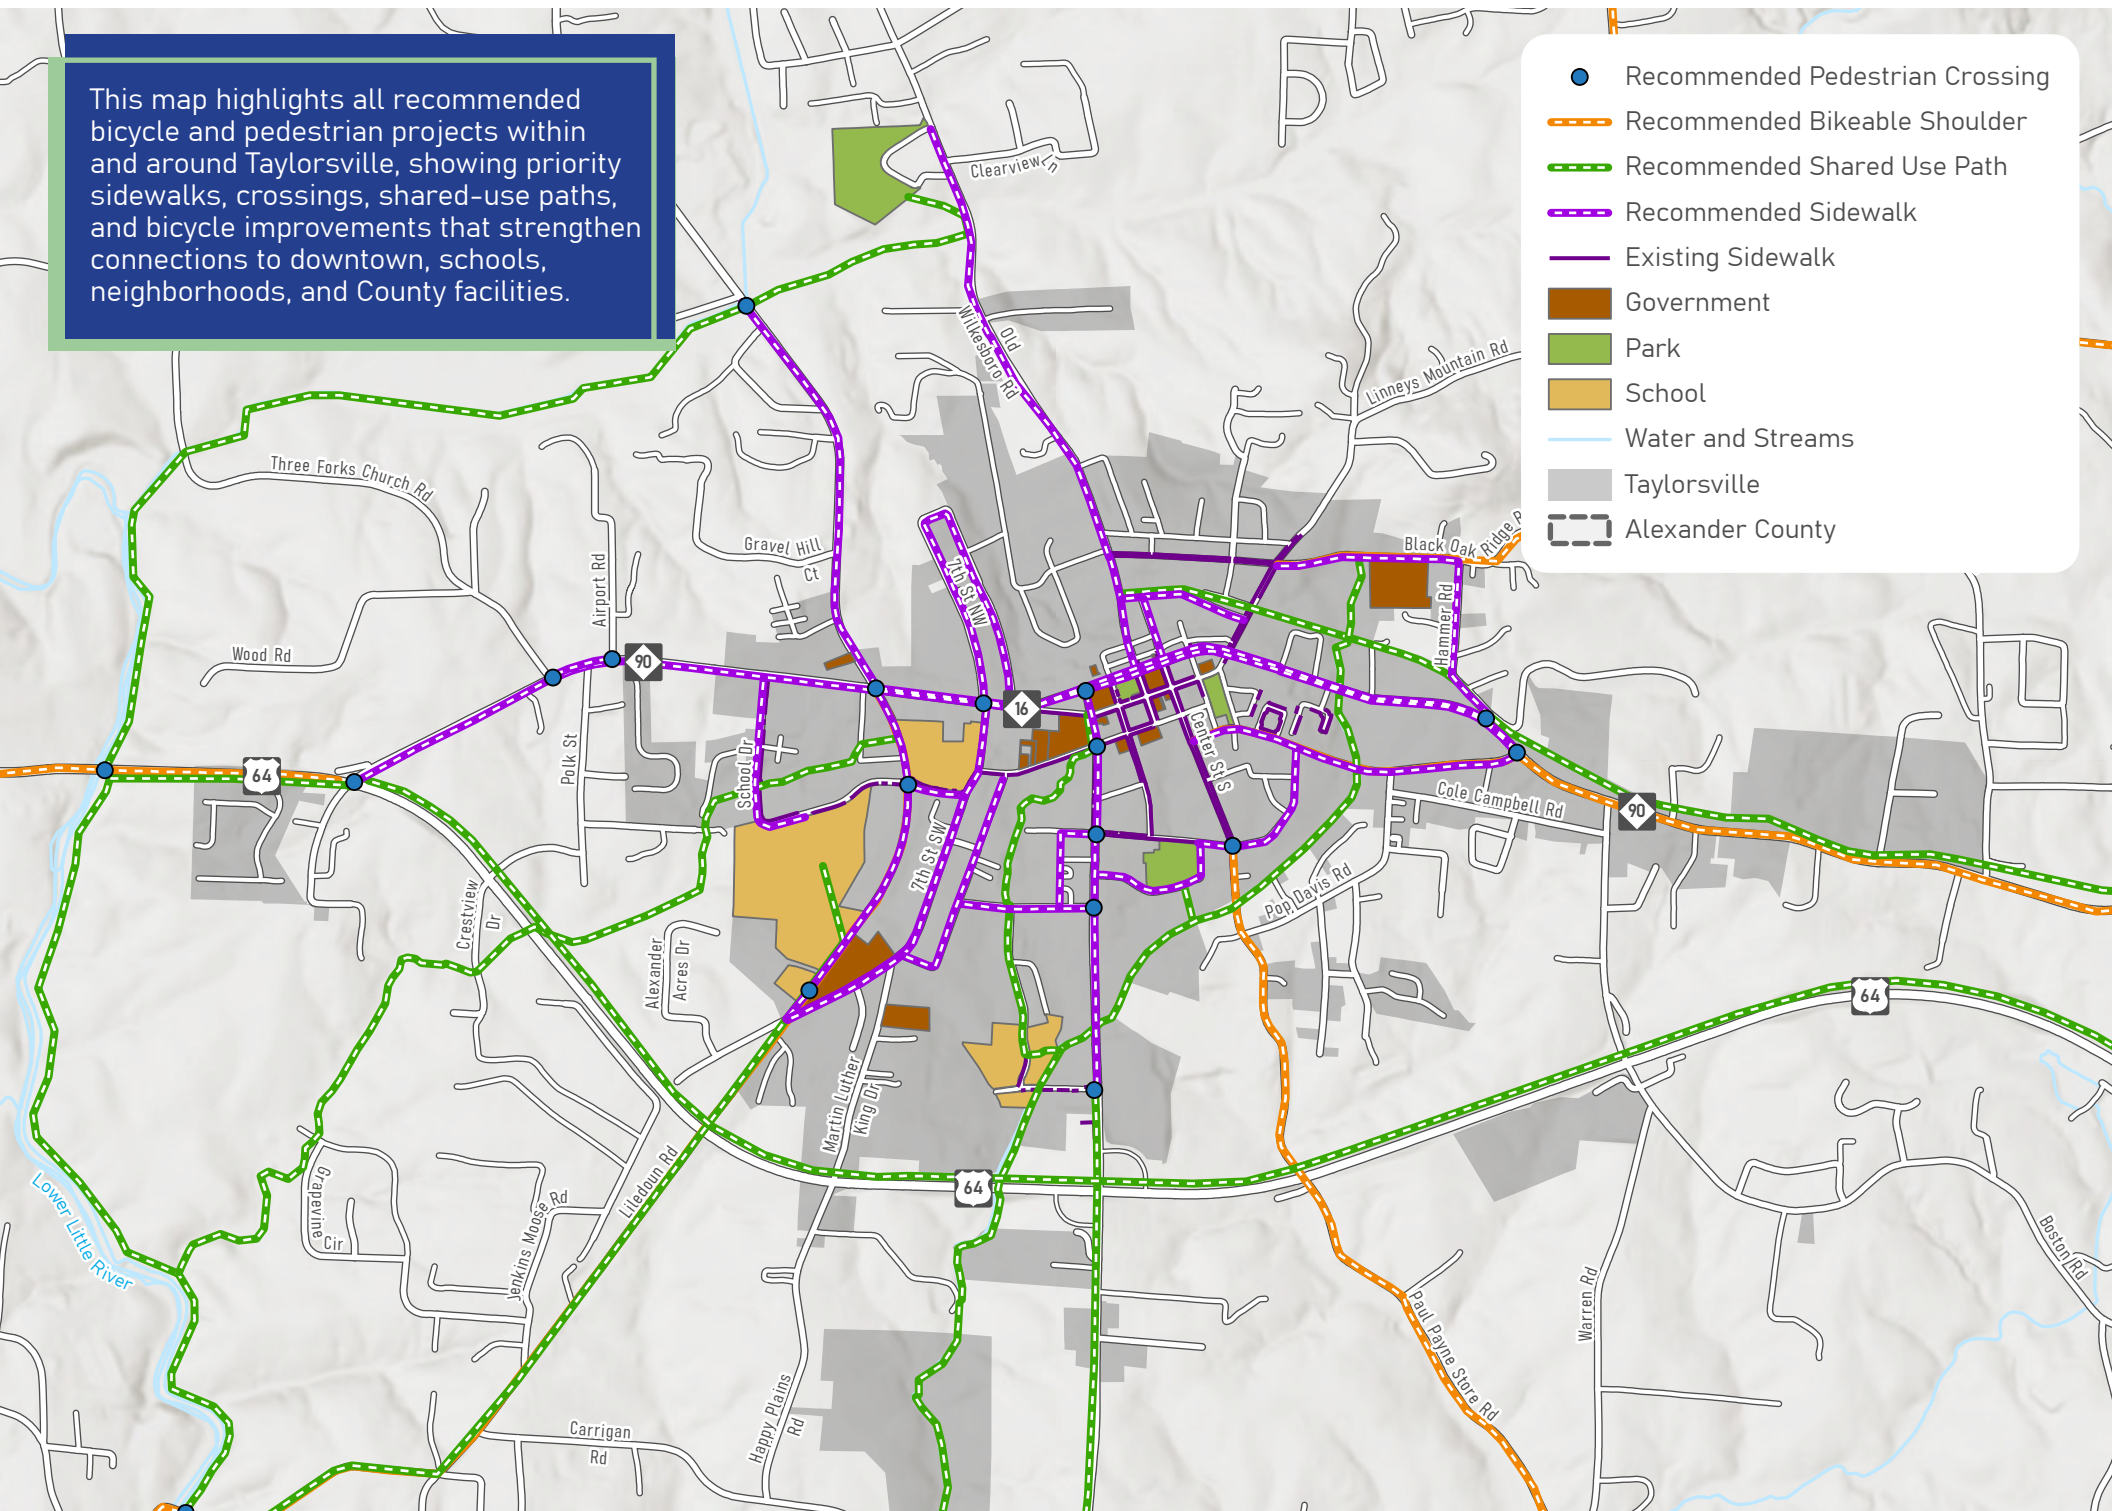 This map highlights all recommended
bicycle and pedestrian projects within
and around Taylorsville, showing priority
sidewalks, crossings, shared-use paths,
and bicycle improvements that strengthen
connections to downtown, schools,
neighborhoods, and County facilities.
Recommended Pedestrian Crossing
Recommended Bikeable Shoulder
Recommended Shared Use Path
Recommended Sidewalk
Existing Sidewalk
Government
Park
School
Water and Streams
Taylorsville
Alexander County
Clearview Ln
Old
Wilkesboro Rd
Linneys Mountain Rd
Three Forks Church Rd
Gravel Hill
Ct
Black Oak Ridge
Airport Rd
7th St NW
Hammer Rd
Wood Rd
90
16
Polk St
School Dr
Center St S
64
Cole Campbell Rd
90
7th St SW
Pop Davis Rd
Crestview
Dr
Alexander
Acres Dr
64
Martin Luther
King Dr
Liledoun Rd
64
Grapevine
Cir
Jenkins Moose Rd
Lower Little River
Boston Rd
Warren Rd
Paul Payne Store Rd
Happy Plains
Rd
Carrigan
Rd